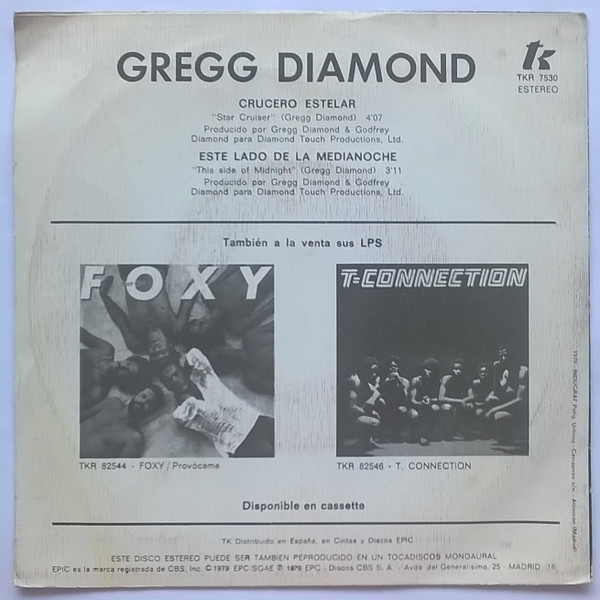 tk
GREGG DIAMOND
TKR 7530
ESTEREO
CRUCERO ESTELAR
"Star Cruiser" (Gregg Diamond) 4'07
Producido por Gregg Diamond & Godfrey
Diamond para Diamond Touch Productions, Ltd.
ESTE LADO DE LA MEDIANOCHE
"This side of Midnight" (Gregg Diamond) 3'11
Producido por Gregg Diamond & Godfrey
Diamond para Diamond Touch Productions, Ltd.
También a la venta sus LPS
FOXY
T-CONNECTION
TKR 82544 - FOXY / Provócame
TKR 82546 - T. CONNECTION
Disponible en cassette
TK Distribuido en España, en Cintas y Discos EPIC
ESTE DISCO ESTEREO PUEDE SER TAMBIEN REPRODUCIDO EN UN TOCADISCOS MONOAURAL
EPIC es la marca registrada de CBS, Inc. © 1979 EPC/SGAE ℗ 1979 EPC - Discos CBS S. A. - Avda. del Generalísimo, 25 - MADRID - 16
1979 - INDUGRAF Polig.
(Madrid)